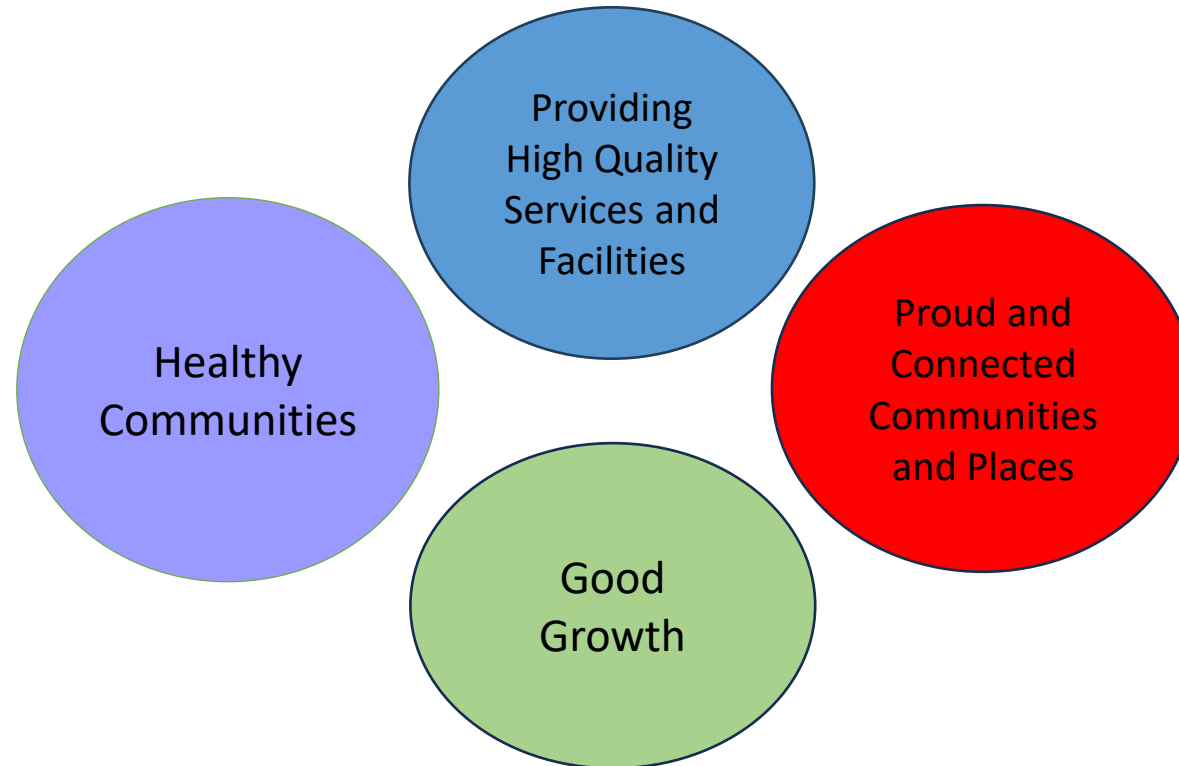 Providing
High Quality
Services and
Facilities
Healthy
Communities
Proud and
Connected
Communities
and Places
Good
Growth